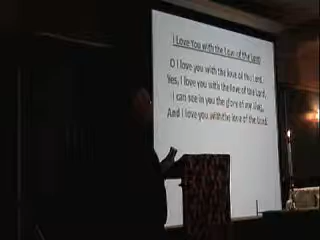 I Love You with the Love of the Lord
O I love you with the love of the Lord,
Yes, I love you with the love of the Lord,
I can see in you the glory of my King,
And I love you with the love of the Lord.